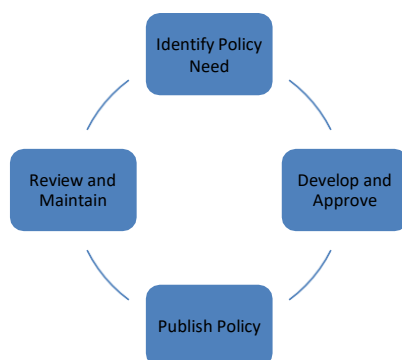 Identify Policy
Need
Develop and
Approve
Publish Policy
Review and
Maintain